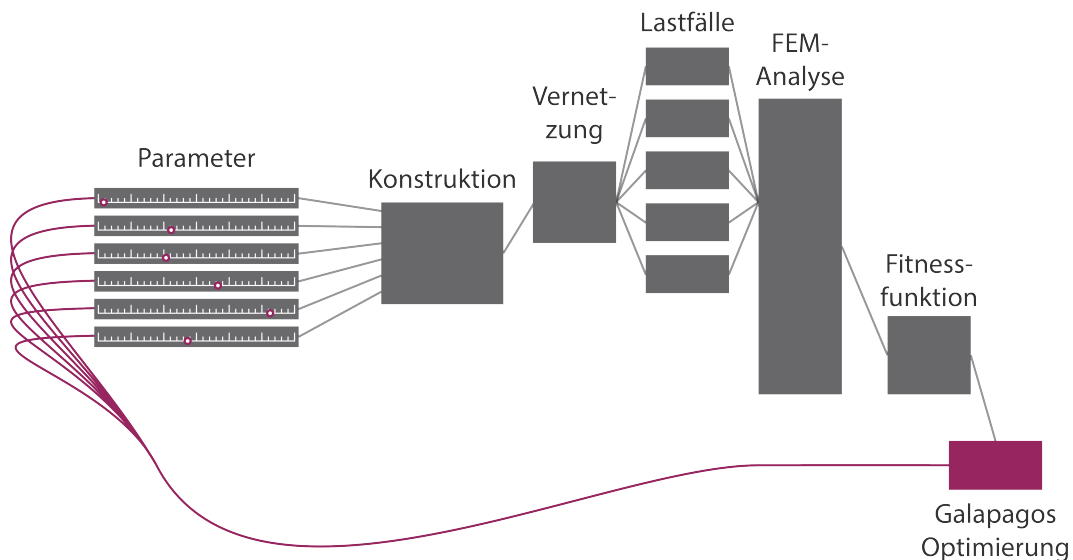 Parameter
Konstruktion
Vernet-
zung
Lastfälle
FEM-
Analyse
Fitness-
funktion
Galapagos
Optimierung